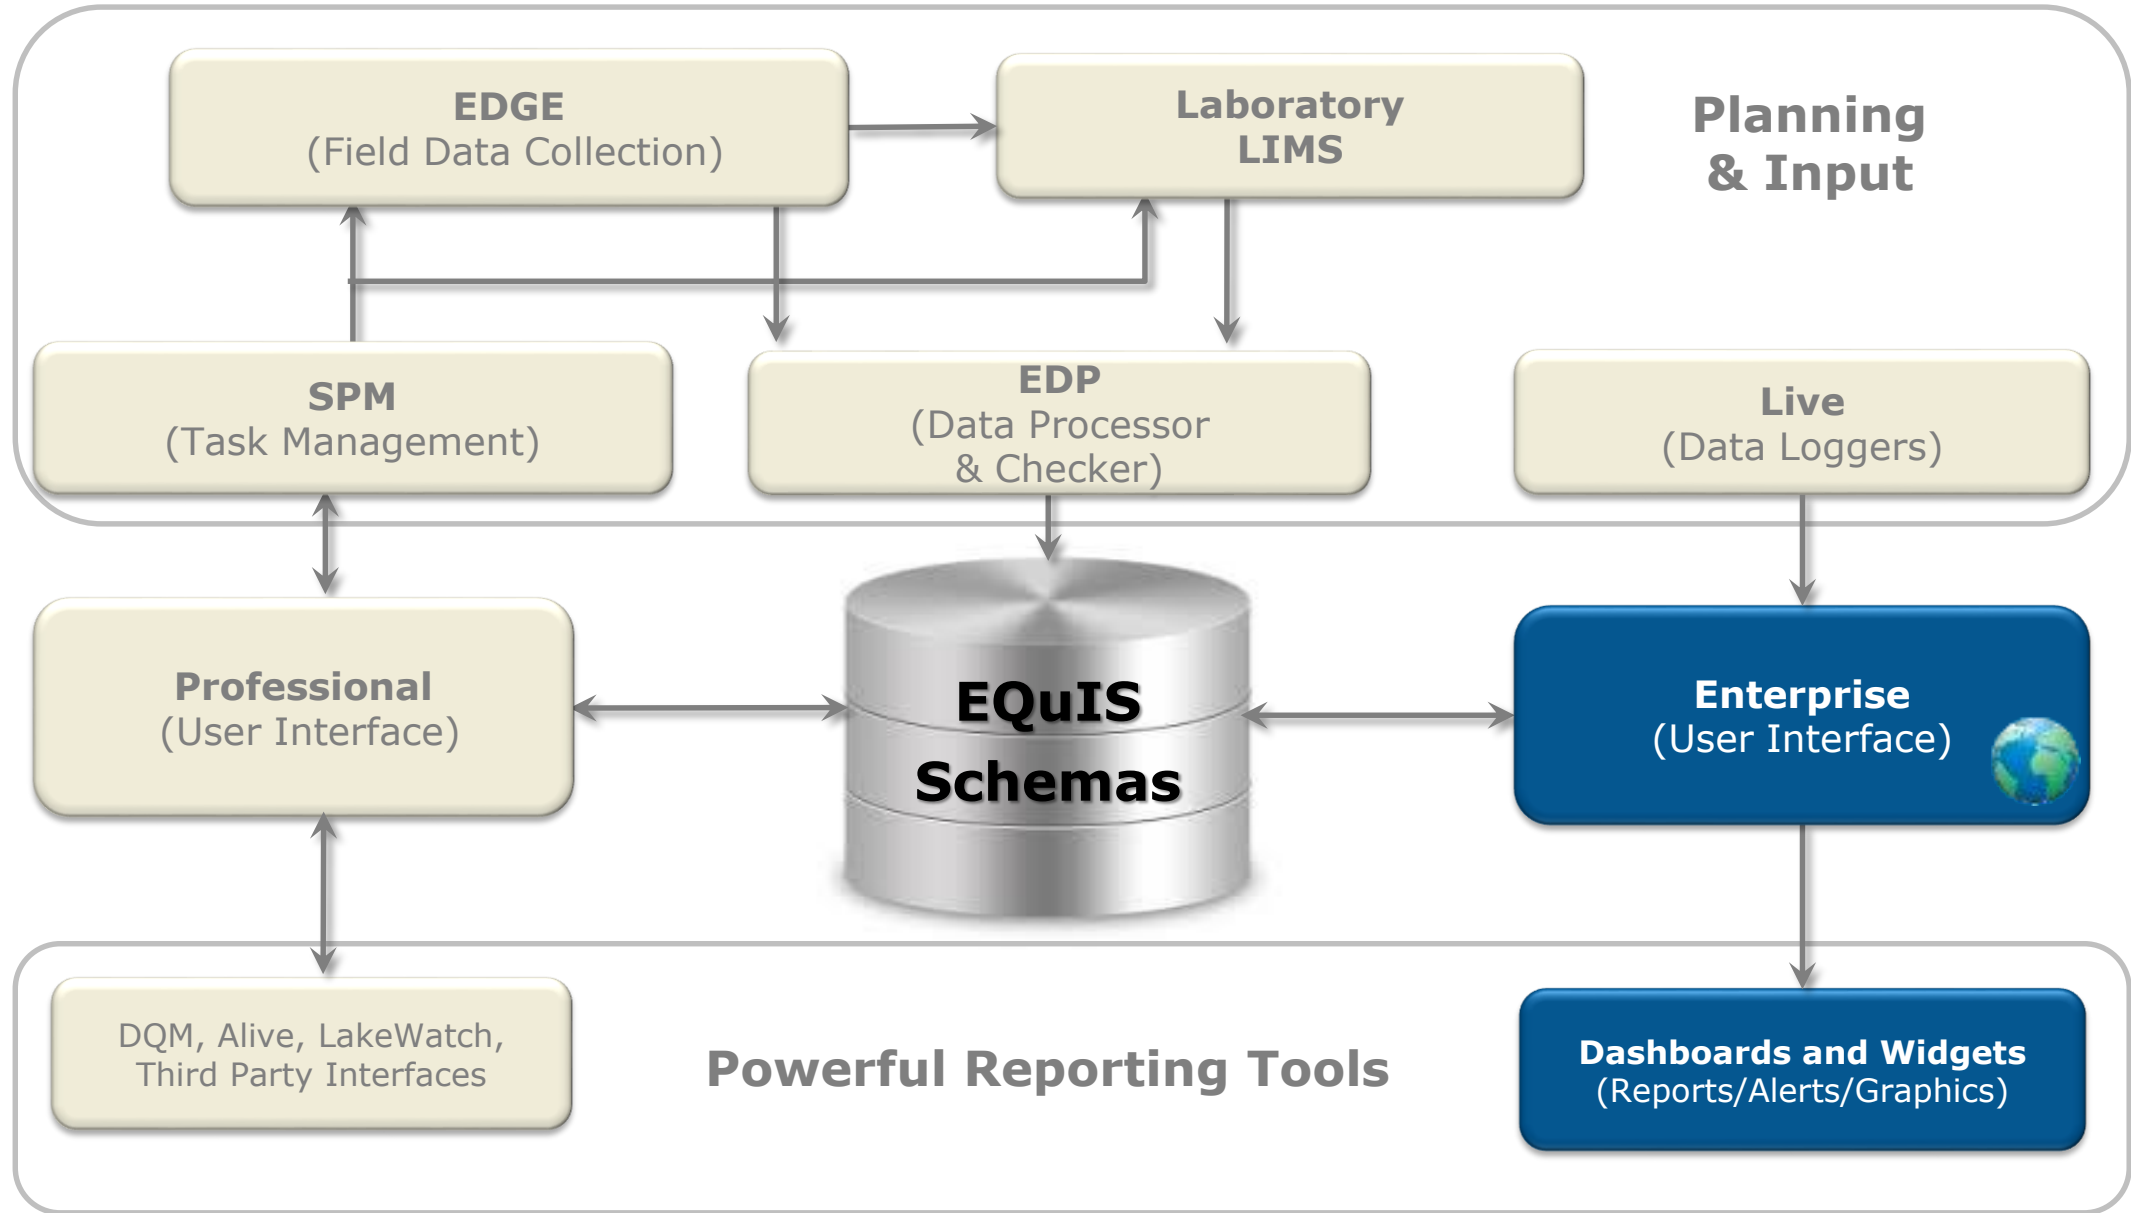 EDGE
(Field Data Collection)
Laboratory
LIMS
Planning
& Input
SPM
(Task Management)
EDP
(Data Processor
& Checker)
Live
(Data Loggers)
Professional
(User Interface)
EQuIS
Schemas
Enterprise
(User Interface)
DQM, Alive, LakeWatch,
Third Party Interfaces
Powerful Reporting Tools
Dashboards and Widgets
(Reports/Alerts/Graphics)